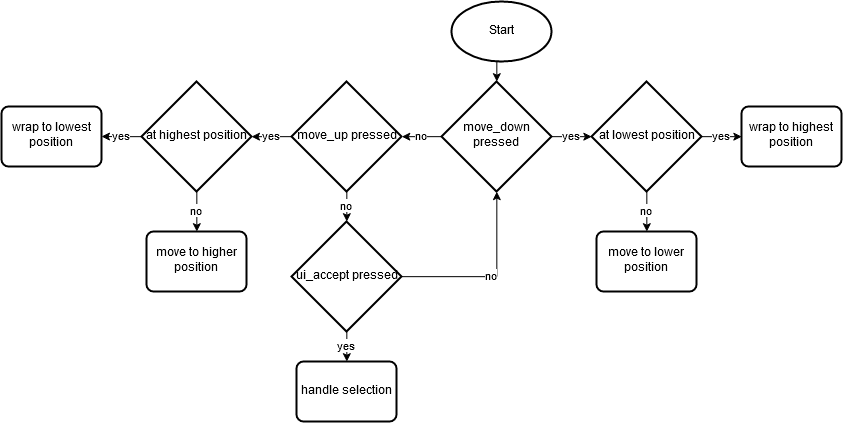 Start
wrap to lowest
position
yes
at highest position
yes
move_up pressed
no
move_down
pressed
yes
at lowest position
yes
wrap to highest
position
no
no
no
move to higher
position
move to lower
position
ui_accept pressed
no
yes
handle selection